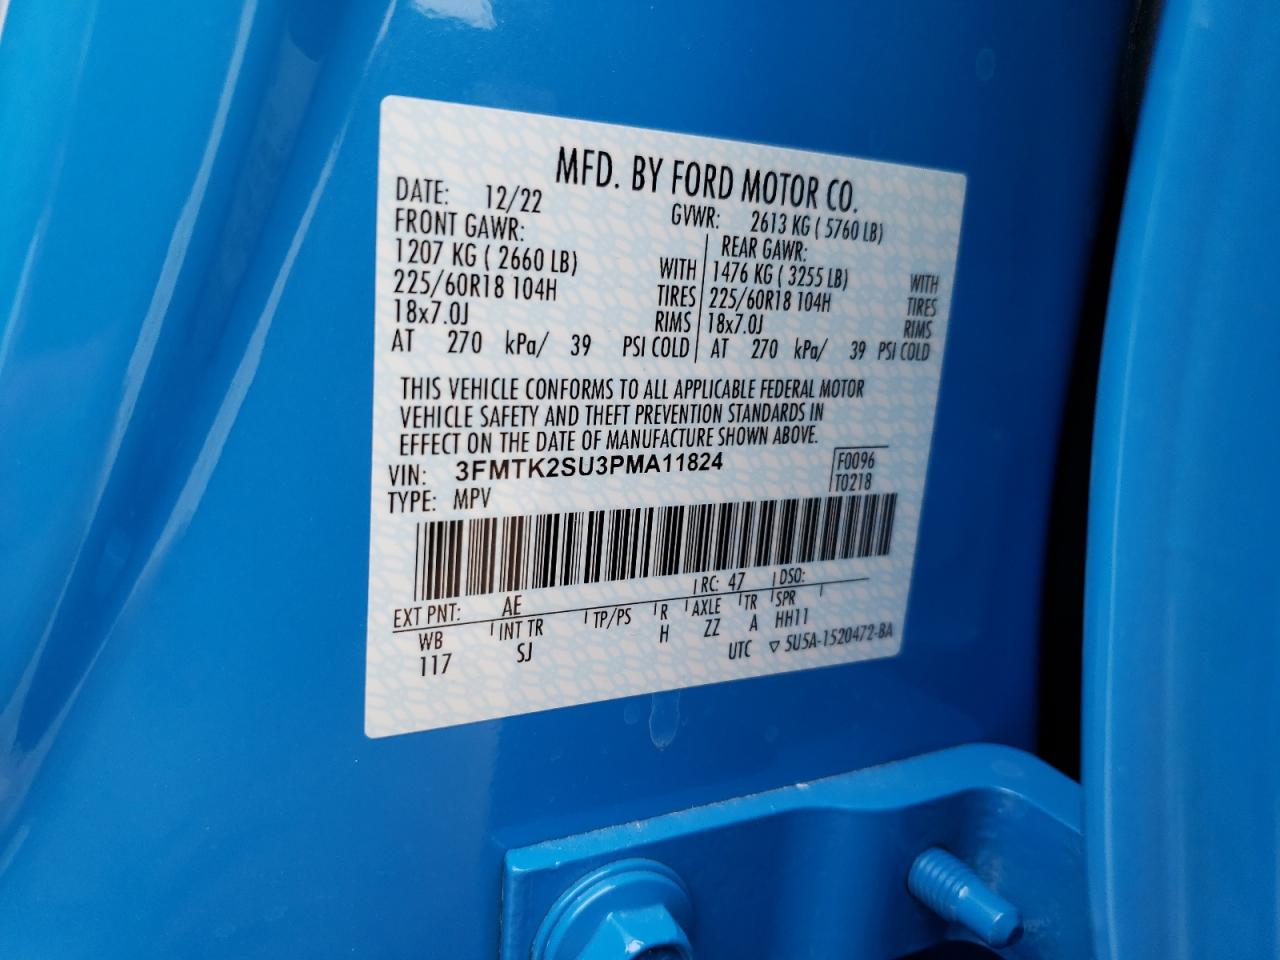 MFD. BY FORD MOTOR CO.
DATE: 12/22 GVWR: 2613 KG ( 5760 LB)
FRONT GAWR: REAR GAWR:
1207 KG ( 2660 LB) WITH 1476 KG ( 3255 LB) WITH
225/60R18 104H TIRES 225/60R18 104H TIRES
18x7.0J RIMS 18x7.0J RIMS
AT 270 kPa/ 39 PSI COLD AT 270 kPa/ 39 PSI COLD
THIS VEHICLE CONFORMS TO ALL APPLICABLE FEDERAL MOTOR
VEHICLE SAFETY AND THEFT PREVENTION STANDARDS IN
EFFECT ON THE DATE OF MANUFACTURE SHOWN ABOVE.
VIN: 3FMTK2SU3PMA11824 F0096
TYPE: MPV T0218
EXT PNT: AE RC: 47 DSO:
WB INT TR TP/PS R AXLE TR SPR
117 SJ H ZZ A HH11
UTC ▽ SU5A-1520472-BA